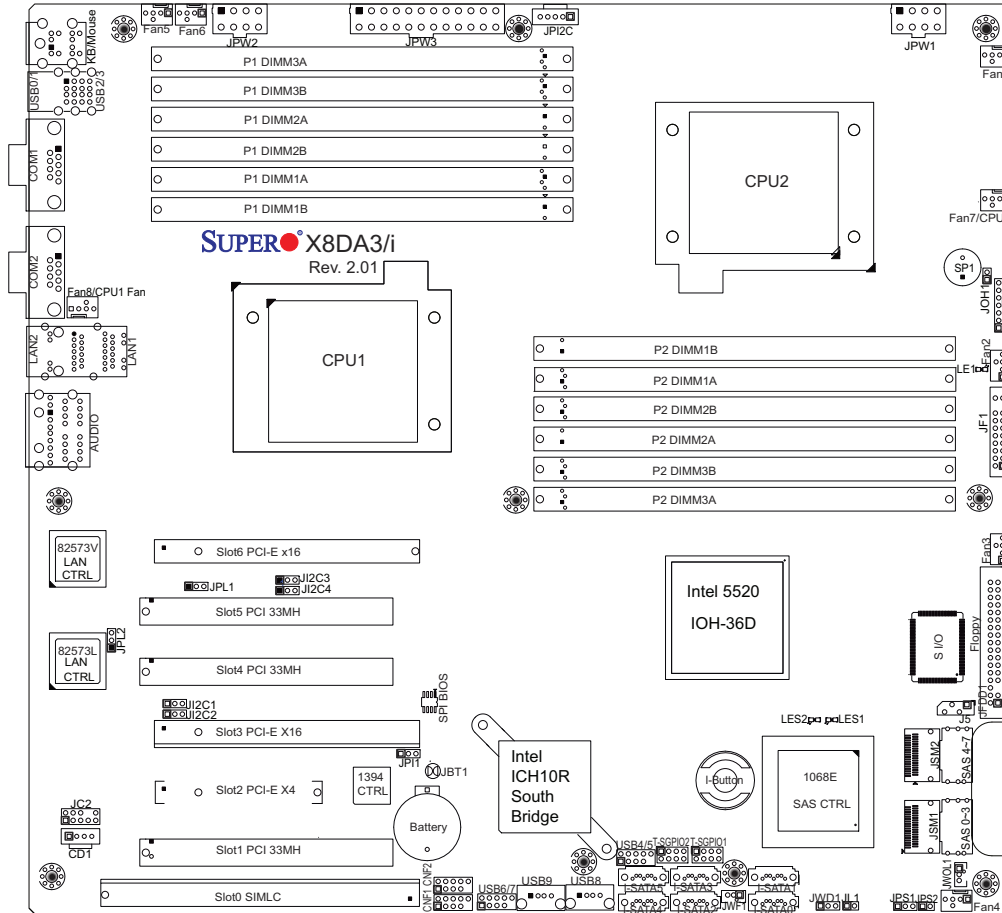 Fan5
Fan6
JPW2
JPW3
JPI2C
JPW1
Fan
KB/Mouse
USB0/1
USB2/3
COM1
COM2
P1 DIMM3A
P1 DIMM3B
P1 DIMM2A
P1 DIMM2B
P1 DIMM1A
P1 DIMM1B
CPU2
Fan7/CPU
SUPER X8DA3/i
Rev. 2.01
SP1
JOH1
Fan8/CPU1 Fan
LAN2
LAN1
CPU1
AUDIO
P2 DIMM1B
P2 DIMM1A
P2 DIMM2B
P2 DIMM2A
P2 DIMM3B
P2 DIMM3A
Fan2
LE1
JF1
Fan3
82573V
LAN
CTRL
Slot6 PCI-E x16
JPL1
JI2C3
JI2C4
Slot5 PCI 33MH
82573L
LAN
CTRL
JPL2
Slot4 PCI 33MH
JI2C1
JI2C2
Slot3 PCI-E X16
SPI BIOS
JPI1
JBT1
1394
CTRL
Slot2 PCI-E X4
JC2
CD1
Battery
Slot1 PCI 33MH
Slot0 SIMLC
Intel 5520
IOH-36D
S I/O
Floppy
JFDD1
J5
LES2
LES1
Intel
ICH10R
South
Bridge
I-Button
1068E
SAS CTRL
JSM2
SAS 4~7
JSM1
SAS 0~3
CNF1
CNF2
USB6/7
USB9
USB8
USB4/5
T-SGPIO2
T-SGPIO1
I-SATA5
I-SATA3
I-SATA1
I-SATA4
I-SATA2
I-SATA0
JWF1
JWD1
JL1
JPS1
JPS2
JWOL1
Fan4